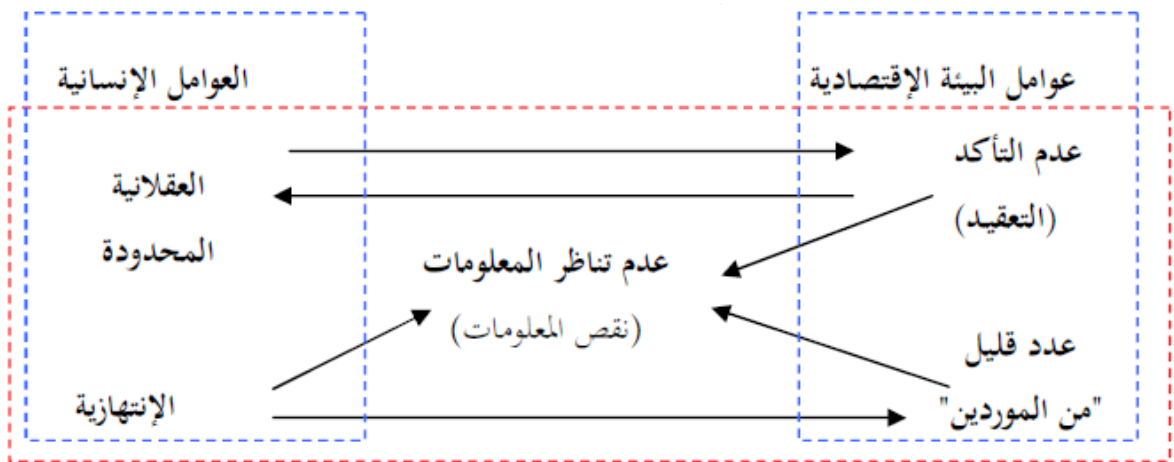 عوامل البيئة الإقتصادية
العوامل الإنسانية
عدم التأكد
(التعقيد)
العقلانية
المحدودة
عدم تناظر المعلومات
(نقص المعلومات)
عدد قليل
"من الموردين"
الإنتهازية